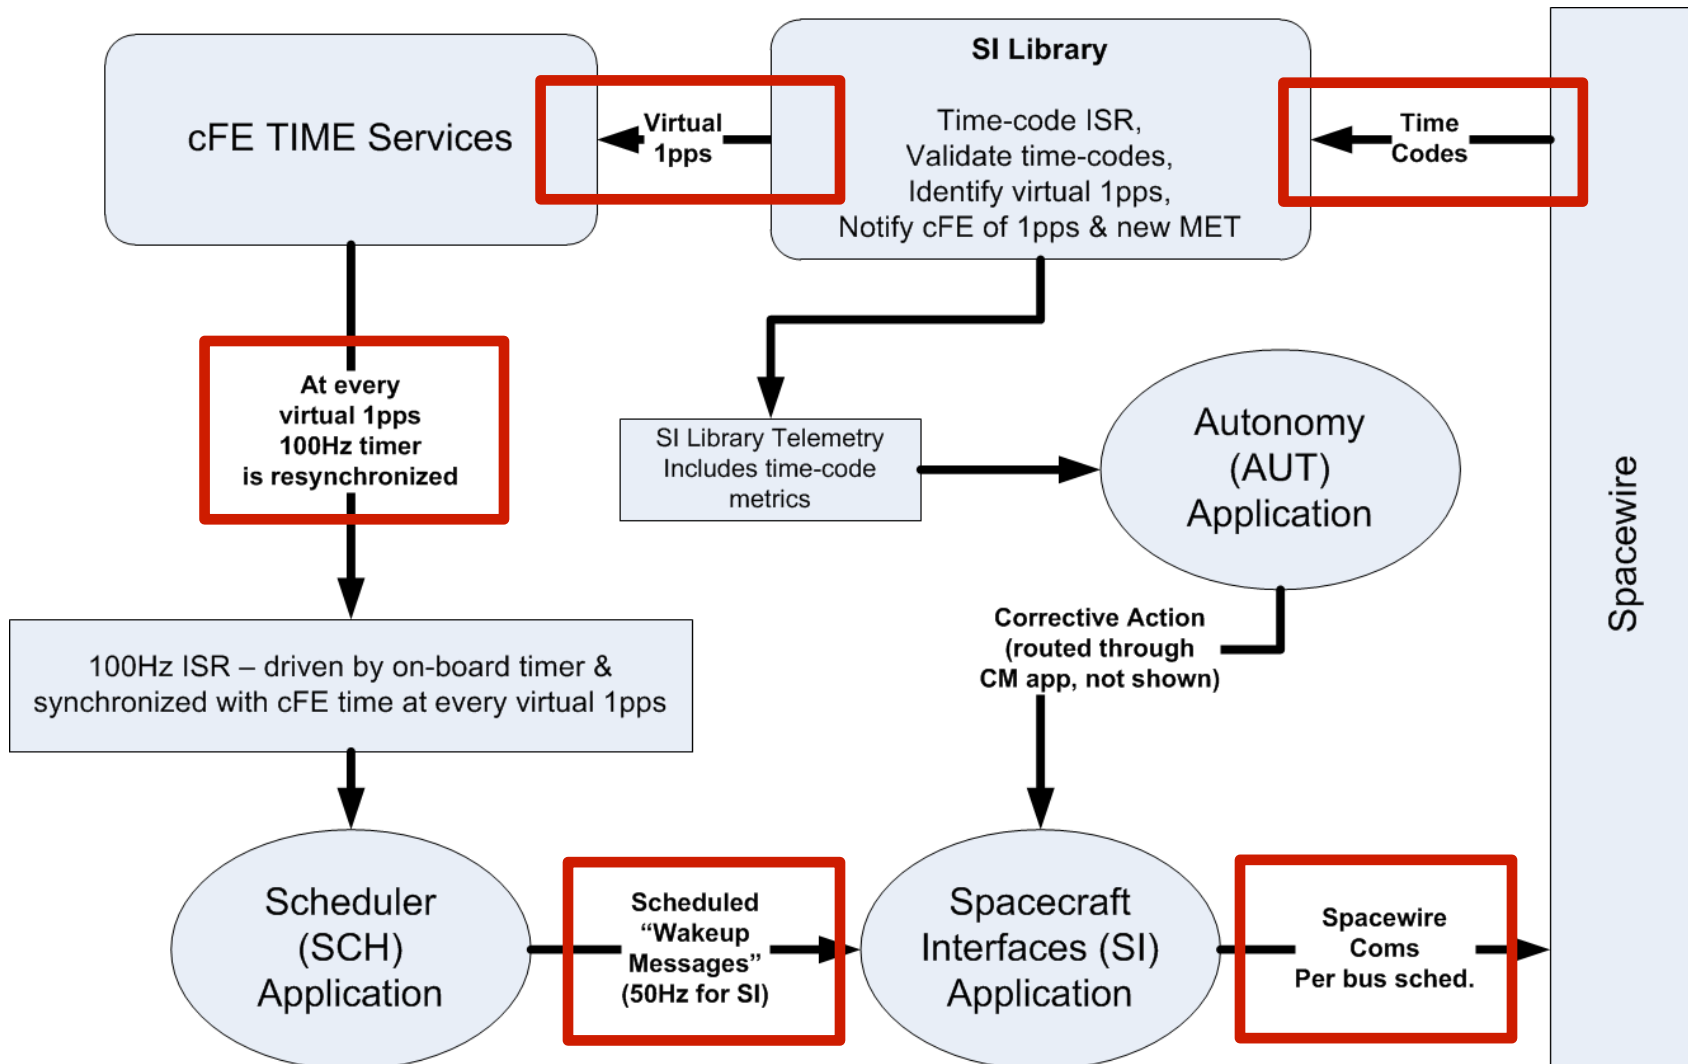 SI Library
Time-code ISR,
Validate time-codes,
Identify virtual 1pps,
Notify cFE of 1pps & new MET
cFE TIME Services
Virtual
1pps
Time
Codes
At every
virtual 1pps
100Hz timer
is resynchronized
SI Library Telemetry
Includes time-code
metrics
Autonomy
(AUT)
Application
Spacewire
Corrective Action
(routed through
CM app, not shown)
100Hz ISR – driven by on-board timer &
synchronized with cFE time at every virtual 1pps
Scheduler
(SCH)
Application
Scheduled
“Wakeup
Messages”
(50Hz for SI)
Spacecraft
Interfaces (SI)
Application
Spacewire
Coms
Per bus sched.